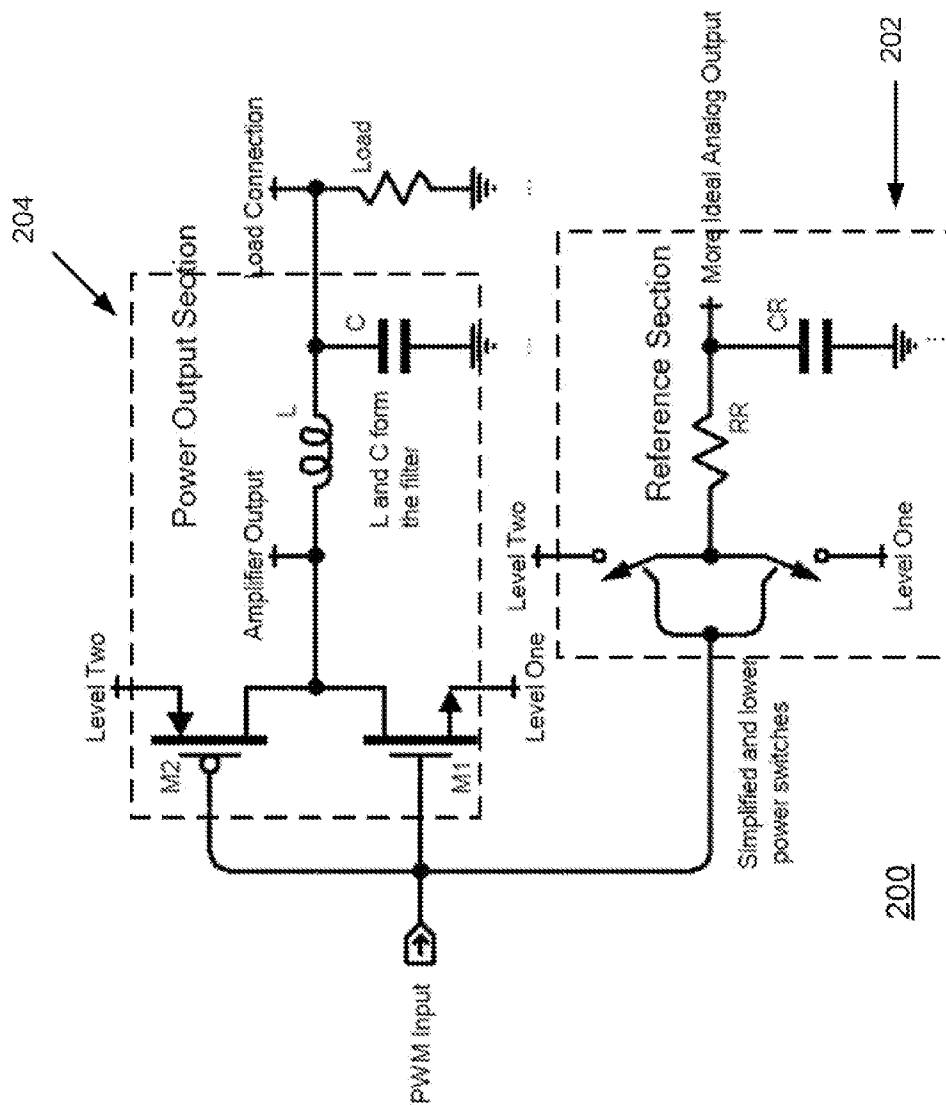 204
Power Output Section
Level Two
M2
M1
Level One
Amplifier Output
L
L and C form
the filter
C
Load Connection
Load
...
...
PWM Input
Simplified and lower
power switches
Level Two
Level One
Reference Section
RR
CR
More Ideal Analog Output
...
202
200